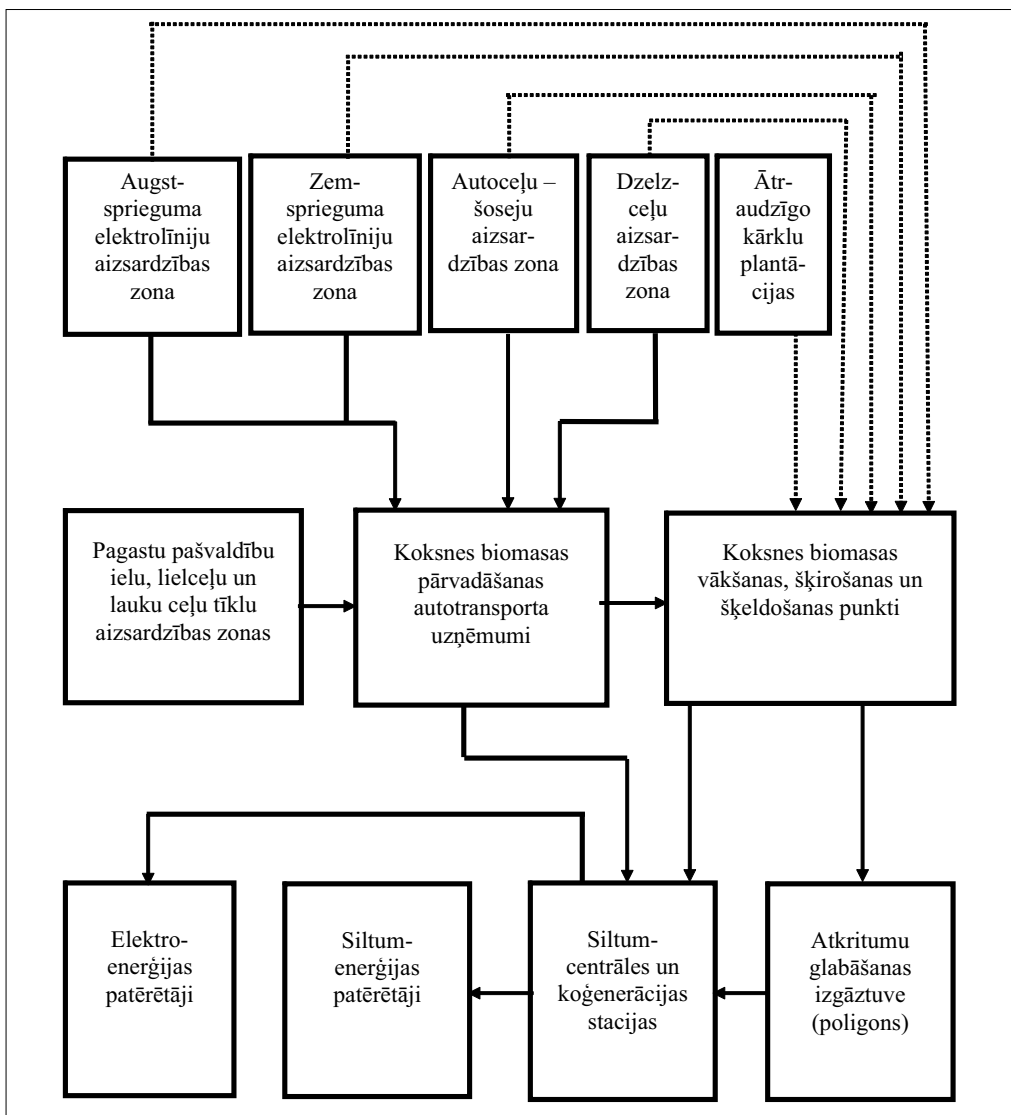 Augst-
sprieguma
elektrolīniju
aizsardzības
zona
Zem-
sprieguma
elektrolīniju
aizsardzības
zona
Autoceļu –
šoseju
aizsar-
dzības zona
Dzelz-
ceļu
aizsar-
dzības
zona
Ātr-
audzīgo
kārklu
plantā-
cijas
Pagastu pašvaldību
ielu, lielceļu un
lauku ceļu tīklu
aizsardzības zonas
Koksnes biomasas
pārvadāšanas
autotransporta
uzņēmumi
Koksnes biomasas
vākšanas, šķirošanas un
šķeldošanas punkti
Elektro-
enerģijas
patērētāji
Siltum-
enerģijas
patērētāji
Siltum-
centrāles un
koģenerācijas
stacijas
Atkritumu
glabāšanas
izgāztuve
(poligons)